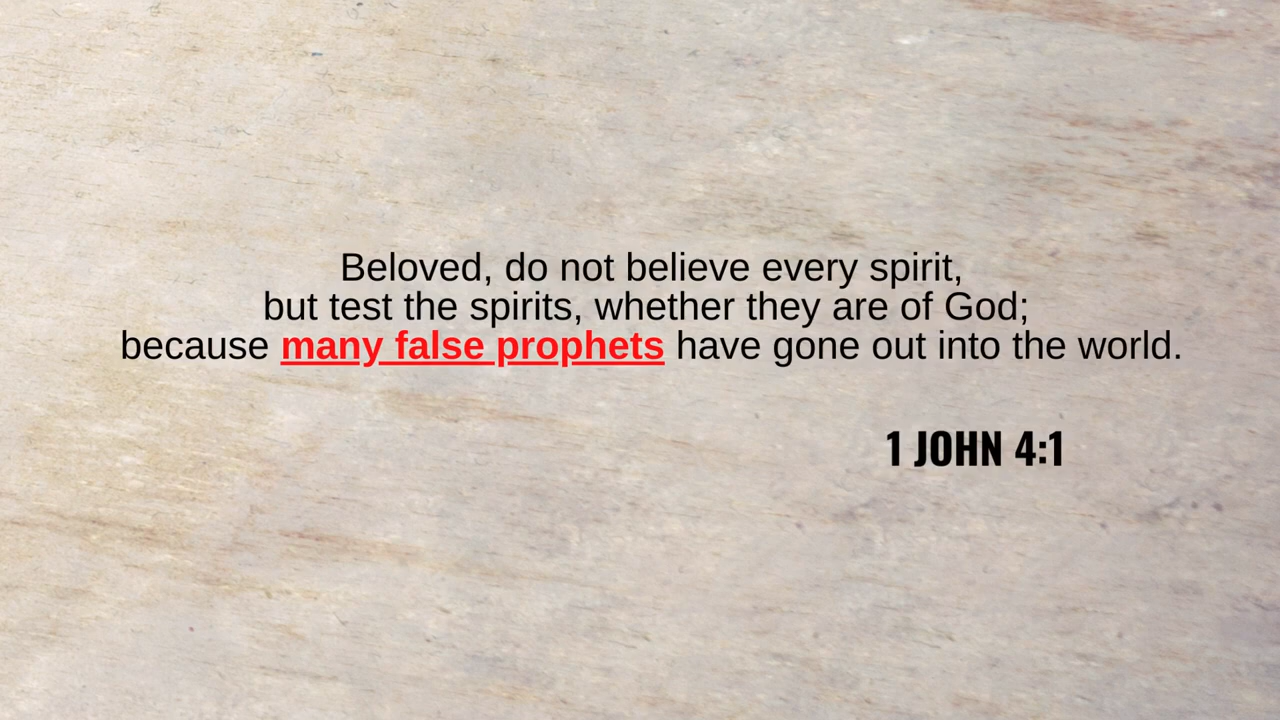 Beloved, do not believe every spirit,
but test the spirits, whether they are of God;
because many false prophets have gone out into the world.
1 JOHN 4:1